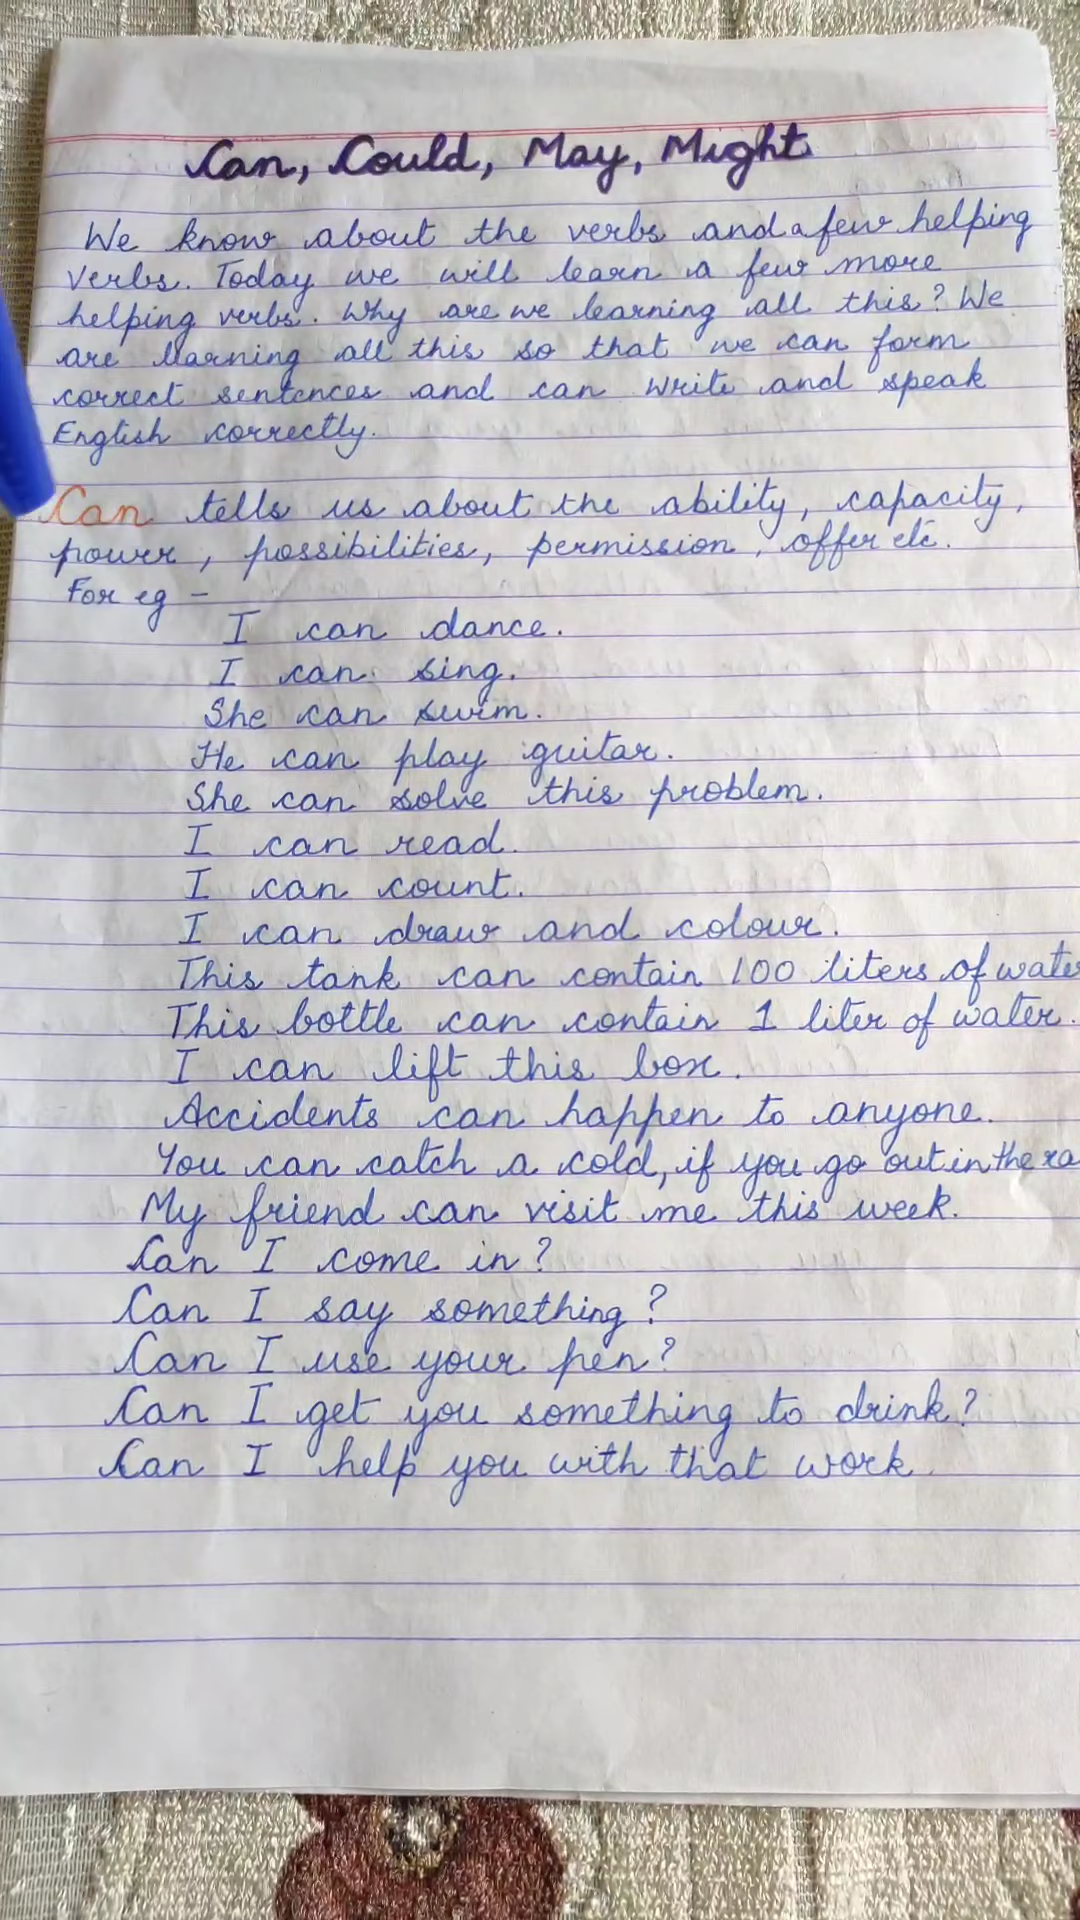 Can, Could, May, Might
We know about the verbs and a few helping
verbs. Today we will learn a few more
helping verbs. Why are we learning all this? We
are learning all this so that we can form
correct sentences and can write and speak
English correctly.
Can tells us about the ability, capacity,
power, possibilities, permission, offer etc.
For eg -
I can dance.
I can sing.
She can swim.
He can play guitar.
She can solve this problem.
I can read.
I can count.
I can draw and colour.
This tank can contain 100 liters of wate
This bottle can contain 1 liter of water.
I can lift this box.
Accidents can happen to anyone.
You can catch a cold, if you go out in the ra
My friend can visit me this week.
Can I come in?
Can I say something?
Can I use your pen?
Can I get you something to drink?
Can I help you with that work.